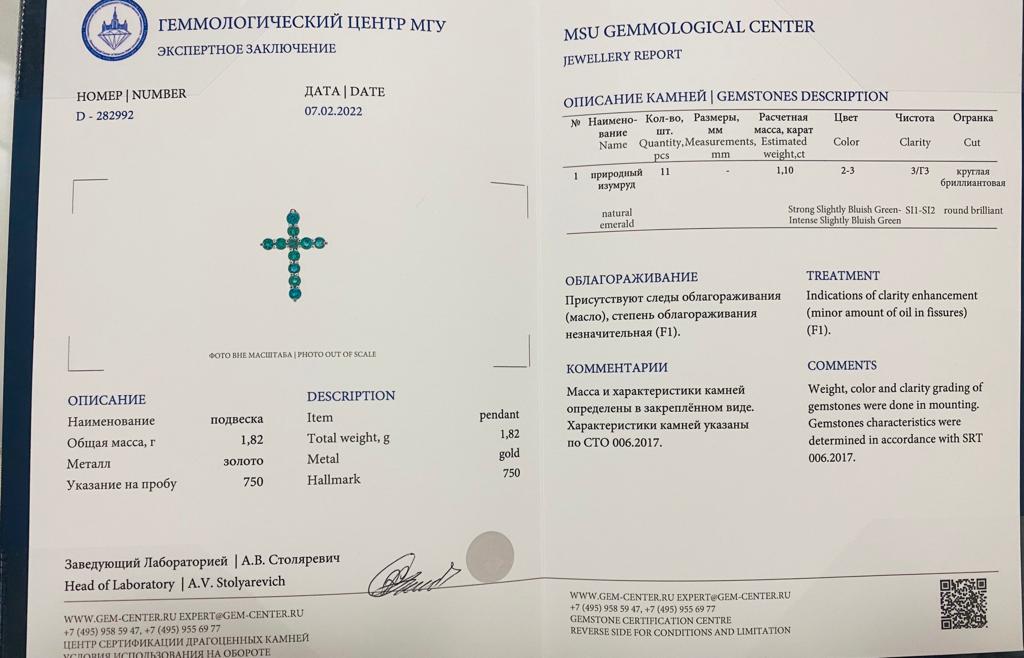 ГЕММОЛОГИЧЕСКИЙ ЦЕНТР МГУ
ЭКСПЕРТНОЕ ЗАКЛЮЧЕНИЕ
НОМЕР | NUMBER
D - 282992
ДАТА | DATE
07.02.2022
ФОТО ВНЕ МАСШТАБА | PHOTO OUT OF SCALE
ОПИСАНИЕ
Наименование подвеска
Общая масса, г 1,82
Металл золото
Указание на пробу 750
DESCRIPTION
Item pendant
Total weight, g 1,82
Metal gold
Hallmark 750
Заведующий Лабораторией | А.В. Столяревич
Head of Laboratory | A.V. Stolyarevich
WWW.GEM-CENTER.RU EXPERT@GEM-CENTER.RU
+7 (495) 958 59 47, +7 (495) 955 69 77
ЦЕНТР СЕРТИФИКАЦИИ ДРАГОЦЕННЫХ КАМНЕЙ
УСЛОВИЯ ИСПОЛЬЗОВАНИЯ НА ОБОРОТЕ
MSU GEMMOLOGICAL CENTER
JEWELLERY REPORT
ОПИСАНИЕ КАМНЕЙ | GEMSTONES DESCRIPTION
№ Наимено- Кол-во, Размеры, Расчетная Цвет Чистота Огранка
вание шт. мм масса, карат
Name Quantity, Measurements, Estimated Color Clarity Cut
pcs mm weight,ct
1 природный 11 - 1,10 2-3 3/Г3 круглая
изумруд бриллиантовая
natural Strong Slightly Bluish Green- SI1-SI2 round brilliant
emerald Intense Slightly Bluish Green
ОБЛАГОРАЖИВАНИЕ
Присутствуют следы облагораживания
(масло), степень облагораживания
незначительная (F1).
TREATMENT
Indications of clarity enhancement
(minor amount of oil in fissures)
(F1).
КОММЕНТАРИИ
Масса и характеристики камней
определены в закреплённом виде.
Характеристики камней указаны
по СТО 006.2017.
COMMENTS
Weight, color and clarity grading of
gemstones were done in mounting.
Gemstones characteristics were
determined in accordance with SRT
006.2017.
WWW.GEM-CENTER.RU EXPERT@GEM-CENTER.RU
+7 (495) 958 59 47, +7 (495) 955 69 77
GEMSTONE CERTIFICATION CENTRE
REVERSE SIDE FOR CONDITIONS AND LIMITATION